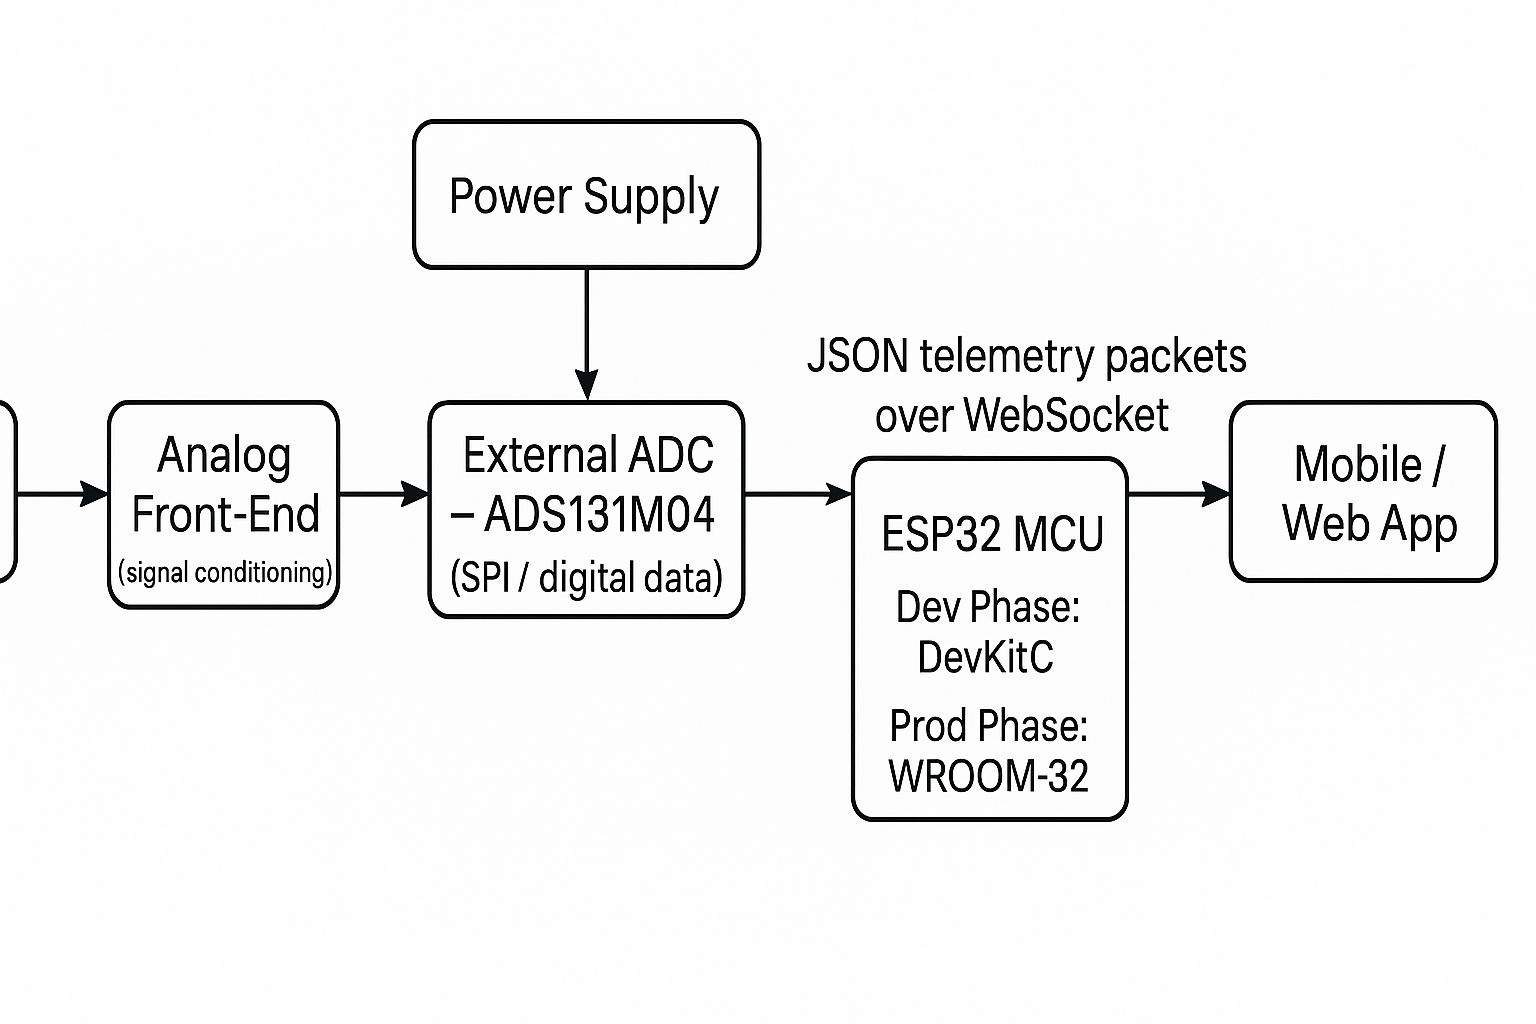 Power Supply
JSON telemetry packets
over WebSocket
Analog
Front-End
(signal conditioning)
External ADC
– ADS131M04
(SPI / digital data)
ESP32 MCU
Dev Phase:
DevKitC
Prod Phase:
WROOM-32
Mobile /
Web App